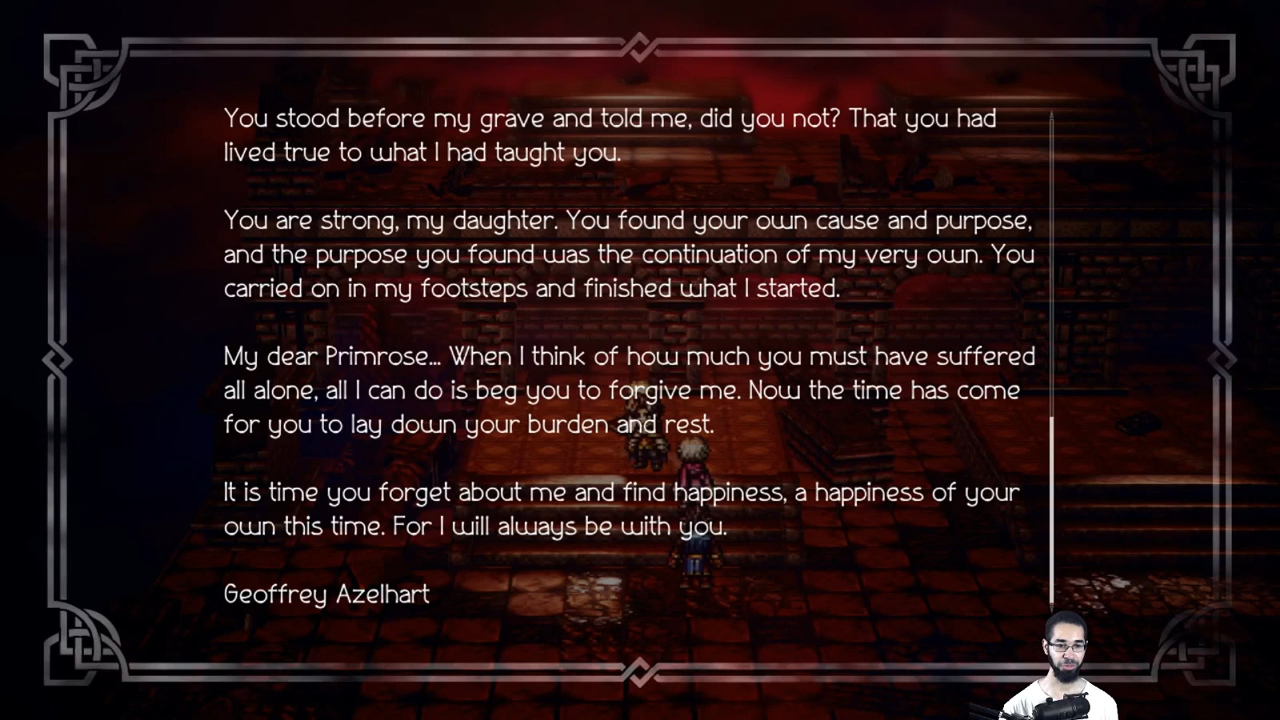 You stood before my grave and told me, did you not? That you had
lived true to what I had taught you.
You are strong, my daughter. You found your own cause and purpose,
and the purpose you found was the continuation of my very own. You
carried on in my footsteps and finished what I started.
My dear Primrose... When I think of how much you must have suffered
all alone, all I can do is beg you to forgive me. Now the time has come
for you to lay down your burden and rest.
It is time you forget about me and find happiness, a happiness of your
own this time. For I will always be with you.
Geoffrey Azelhart